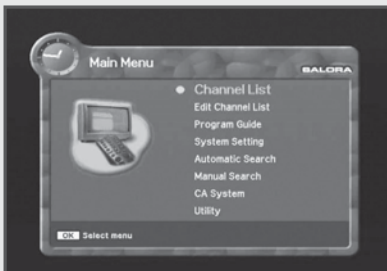 Main Menu
SALORA
Channel List
Edit Channel List
Program Guide
System Setting
Automatic Search
Manual Search
CA System
Utility
OK Select menu